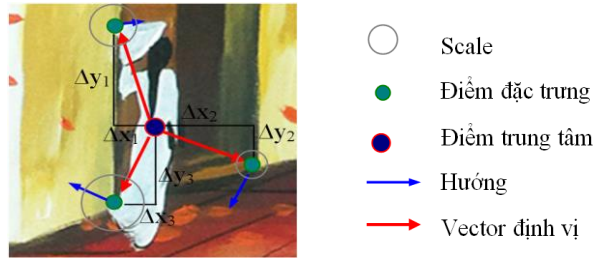 Δy₁
Δx₁
Δx₂
Δy₂
Δy₃
Δx₃
Scale
Điểm đặc trưng
Điểm trung tâm
Hướng
Vector định vị